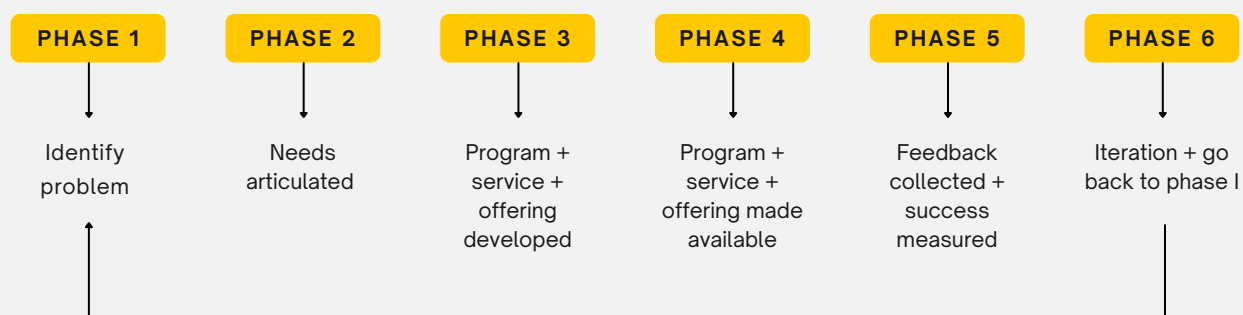 PHASE 1
PHASE 2
PHASE 3
PHASE 4
PHASE 5
PHASE 6
Identify
problem
Needs
articulated
Program +
service +
offering
developed
Program +
service +
offering made
available
Feedback
collected +
success
measured
Iteration + go
back to phase I